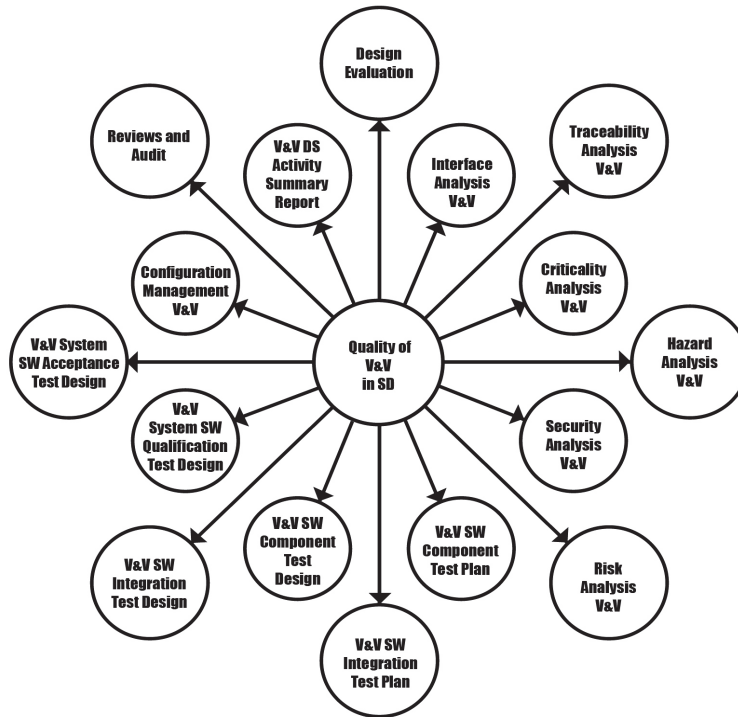 Design
Evaluation
Reviews and
Audit
V&V DS
Activity
Summary
Report
Interface
Analysis
V&V
Traceability
Analysis
V&V
Configuration
Management
V&V
Criticality
Analysis
V&V
V&V System
SW Acceptance
Test Design
Quality of
V&V
in SD
Hazard
Analysis
V&V
V&V
System SW
Qualification
Test Design
Security
Analysis
V&V
V&V SW
Integration
Test Design
V&V SW
Component
Test
Design
V&V SW
Component
Test Plan
Risk
Analysis
V&V
V&V SW
Integration
Test Plan